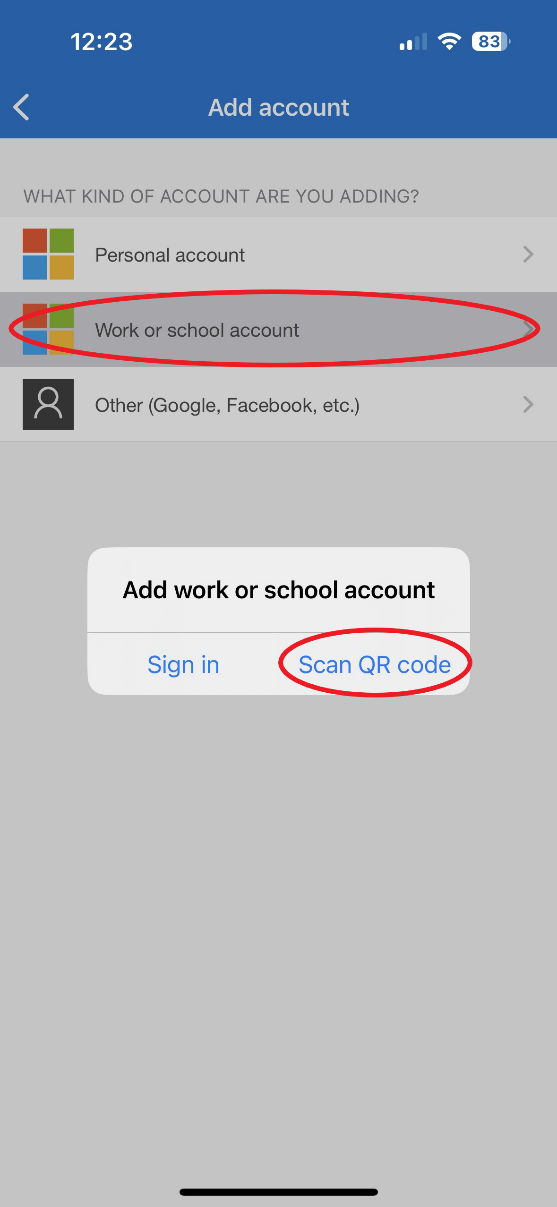 12:23
83
Add account
WHAT KIND OF ACCOUNT ARE YOU ADDING?
Personal account
Work or school account
Other (Google, Facebook, etc.)
Add work or school account
Sign in
Scan QR code